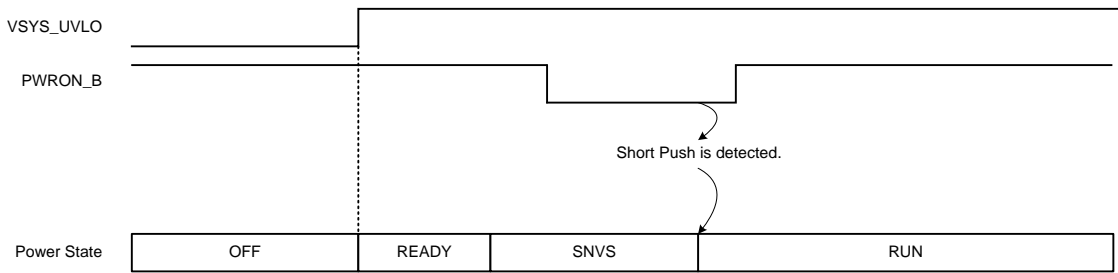 VSYS_UVLO
PWRON_B
Short Push is detected.
Power State OFF READY SNVS RUN